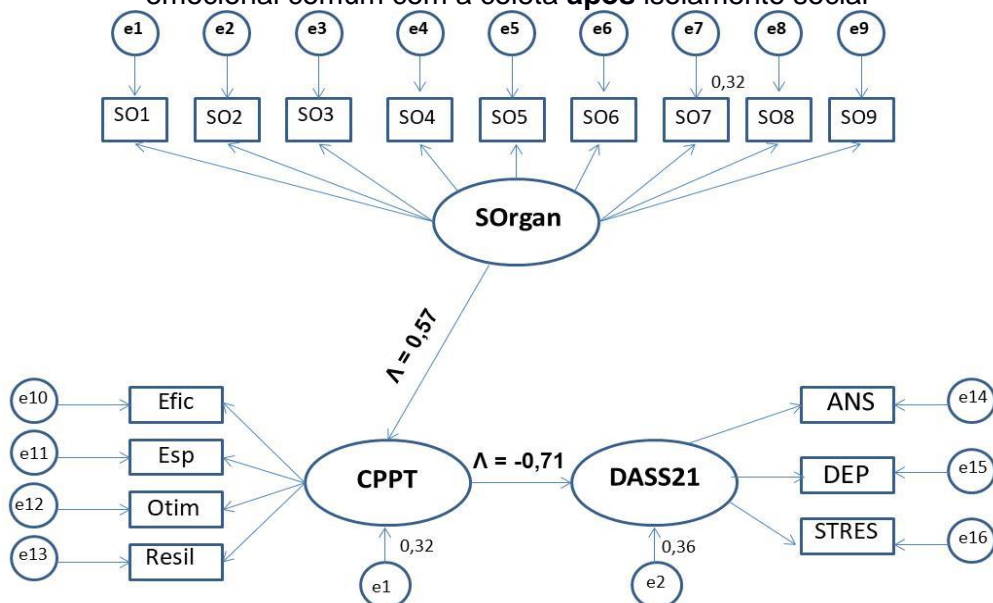 emocional comum com a coleta após isolamento social
e1 e2 e3 e4 e5 e6 e7 e8 e9
0,32
SO1 SO2 SO3 SO4 SO5 SO6 SO7 SO8 SO9
SOrgan
Λ = 0,57
e10 Efic
e11 Esp
e12 Otim
e13 Resil
CPPT
Λ = -0,71
DASS21
ANS e14
DEP e15
STRES e16
0,32
e1
0,36
e2